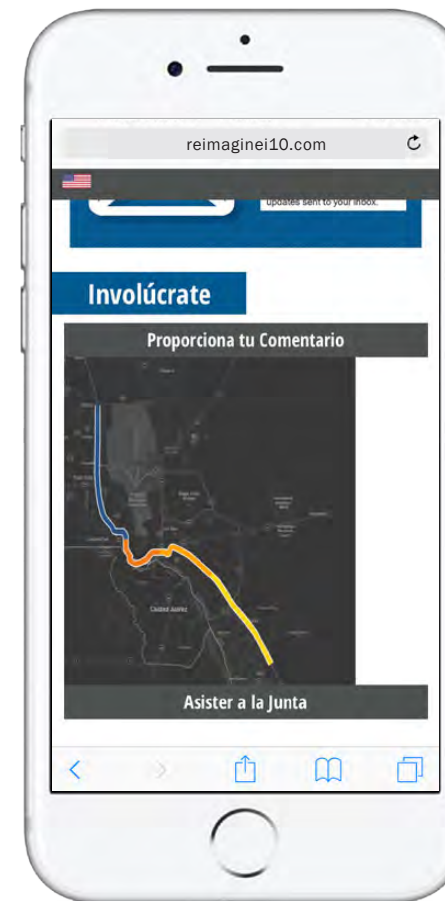 reimaginei10.com
updates sent to your inbox.
Involúcrate
Proporciona tu Comentario
Ciudad Juárez
Asister a la Junta